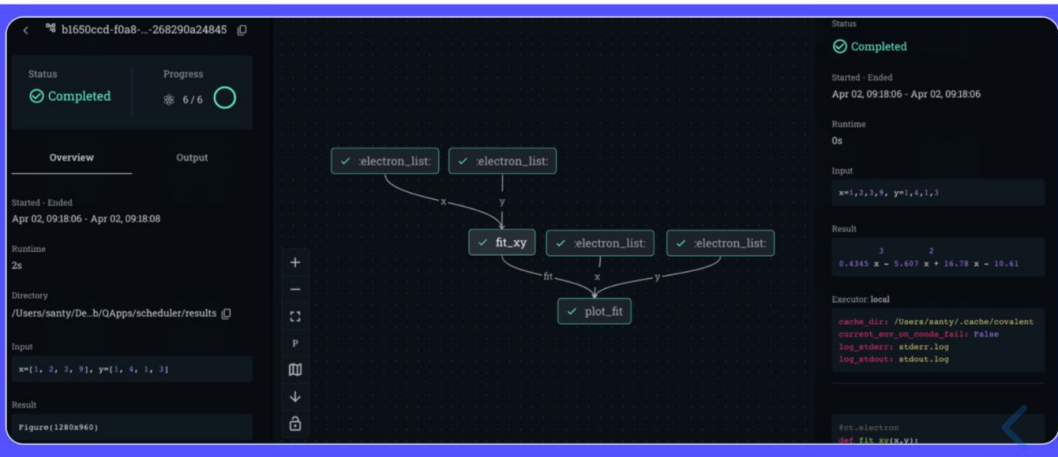 b1650ccd-f0a8-...-268290a24845
Status
Completed
Progress
6 / 6
Overview
Output
Started - Ended
Apr 02, 09:18:06 - Apr 02, 09:18:08
Runtime
2s
Directory
/Users/santy/De...b/QApps/scheduler/results
Input
x=[1, 2, 3, 9], y=[1, 4, 1, 3]
Result
Figure(1280x960)
:electron_list:
:electron_list:
x
y
fit_xy
:electron_list:
:electron_list:
fit
x
y
plot_fit
P
Status
Completed
Started - Ended
Apr 02, 09:18:06 - Apr 02, 09:18:06
Runtime
0s
Input
x=1,2,3,9, y=1,4,1,3
Result
3 2
0.4345 x - 5.607 x + 16.78 x - 10.61
Executor: local
cache_dir: /Users/santy/.cache/covalent
current_env_on_conda_fail: False
log_stderr: stderr.log
log_stdout: stdout.log
@ct.electron
def fit_xy(x,y):